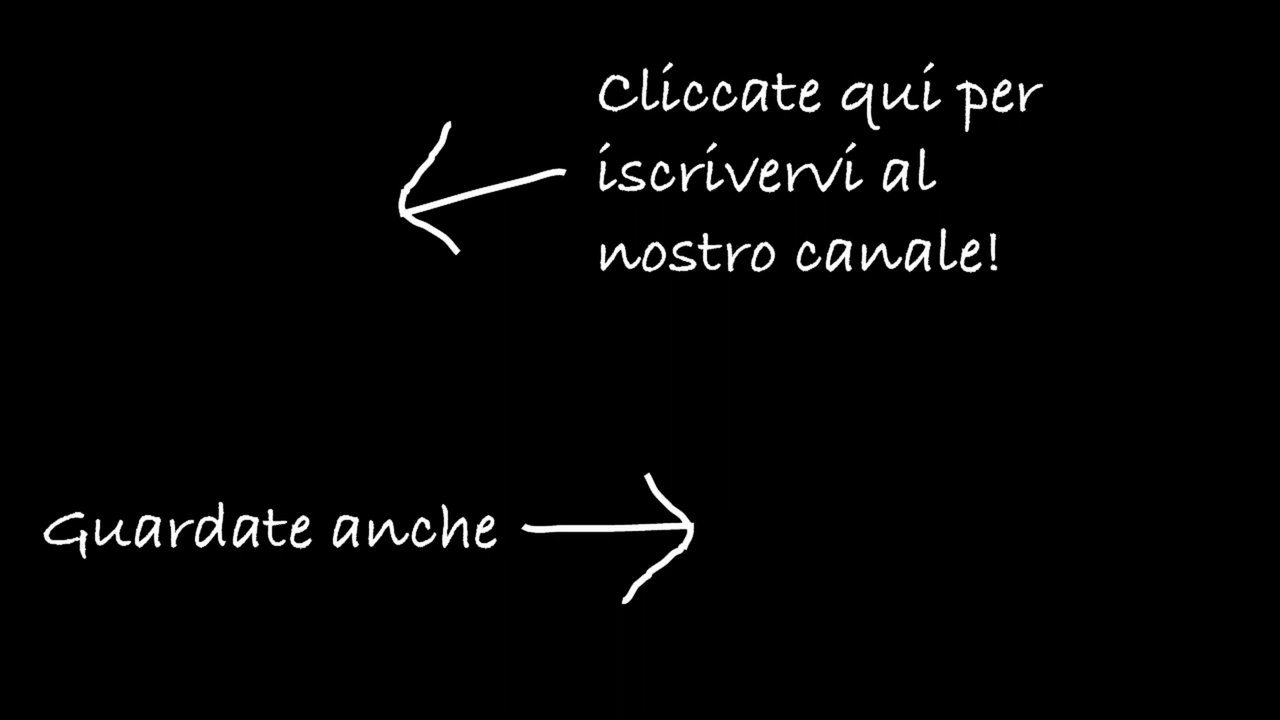 Cliccate qui per
iscrivervi al
nostro canale!
Guardate anche